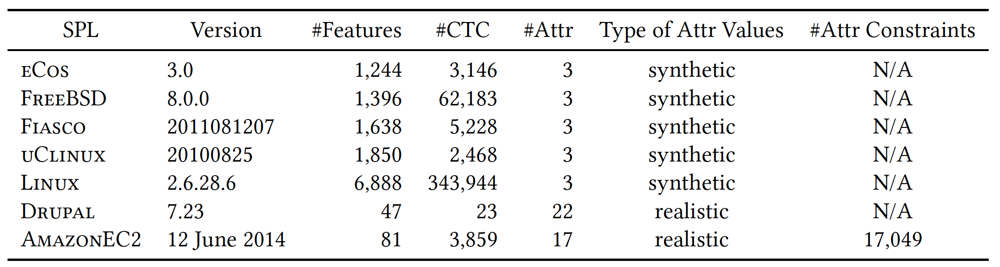 SPL Version #Features #CTC #Attr Type of Attr Values #Attr Constraints
eCos 3.0 1,244 3,146 3 synthetic N/A
FreeBSD 8.0.0 1,396 62,183 3 synthetic N/A
Fiasco 2011081207 1,638 5,228 3 synthetic N/A
uClinux 20100825 1,850 2,468 3 synthetic N/A
Linux 2.6.28.6 6,888 343,944 3 synthetic N/A
Drupal 7.23 47 23 22 realistic N/A
AmazonEC2 12 June 2014 81 3,859 17 realistic 17,049